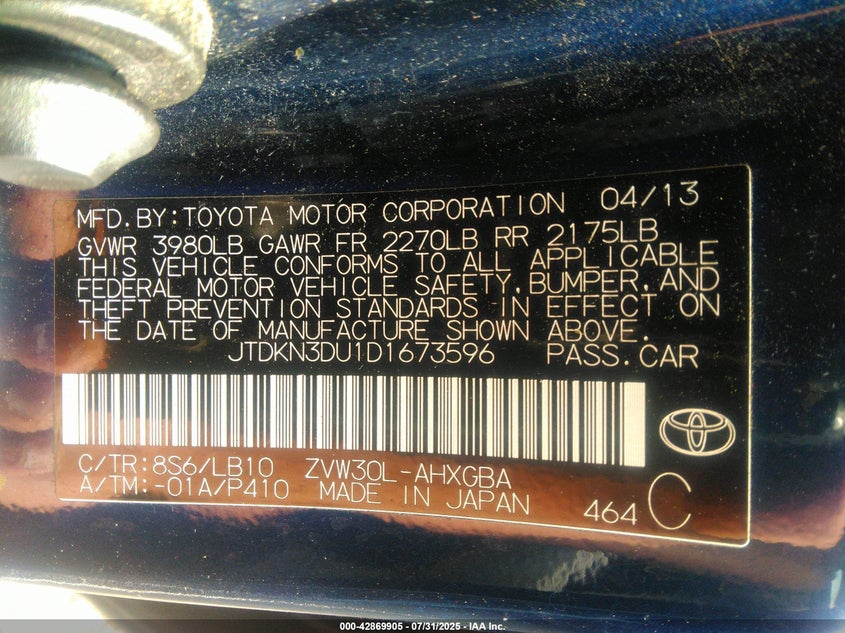 MFD.BY:TOYOTA MOTOR CORPORATION 04/13
GVWR 3980LB GAWR FR 2270LB RR 2175LB
THIS VEHICLE CONFORMS TO ALL APPLICABLE
FEDERAL MOTOR VEHICLE SAFETY,BUMPER,AND
THEFT PREVENTION STANDARDS IN EFFECT ON
THE DATE OF MANUFACTURE SHOWN ABOVE.
JTDKN3DU1D1673596 PASS.CAR
C/TR:8S6/LB10 ZVW30L-AHXGBA
A/TM:-01A/P410 MADE IN JAPAN
464 C
000-42869905 - 07/31/2025 - IAA Inc.